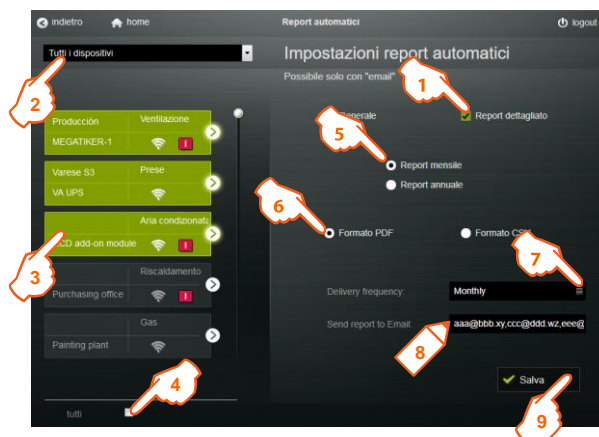 indietro home Report automatici logout
Tutti i dispositivi
Impostazioni report automatici
Possibile solo con "email"
1
2
Producción Ventilazione
MEGATIKER-1
Report dettagliato
5
Varese S3 Prese
VA UPS
Report mensile
Report annuale
6
Aria condizionata
add-on module
Formato PDF
Formato
7
3
Riscaldamento
Purchasing office
Delivery frequency: Monthly
Gas
Painting plant
Send report to Email: aaa@bbb.xy,ccc@ddd.wz,eee@
8
4
Salva
tutti
9